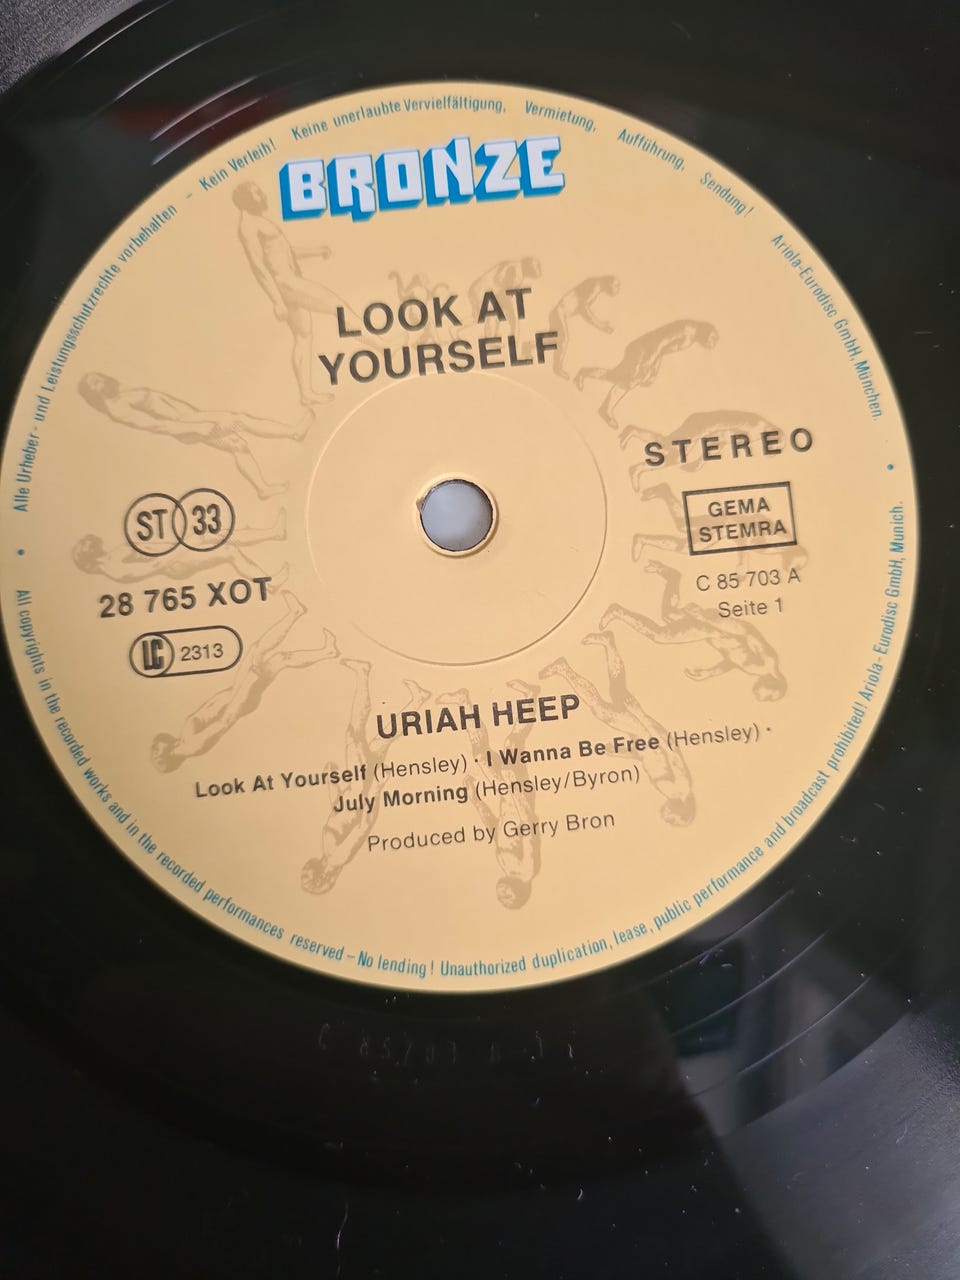 Alle Urheber- und Leistungsschutzrechte vorbehalten - Kein Verleih! Keine unerlaubte Vervielfältigung, Vermietung, Aufführung, Sendung! Ariola-Eurodisc GmbH, München.
BRONZE
LOOK AT
YOURSELF
STEREO
ST 33
GEMA
STEMRA
28 765 XOT
C 85 703 A
Seite 1
LC 2313
URIAH HEEP
Look At Yourself (Hensley) · I Wanna Be Free (Hensley) ·
July Morning (Hensley/Byron)
Produced by Gerry Bron
All copyrights in the recorded works and in the recorded performances reserved – No lending! Unauthorized duplication, lease, public performance and broadcast prohibited! Ariola-Eurodisc GmbH, Munich.